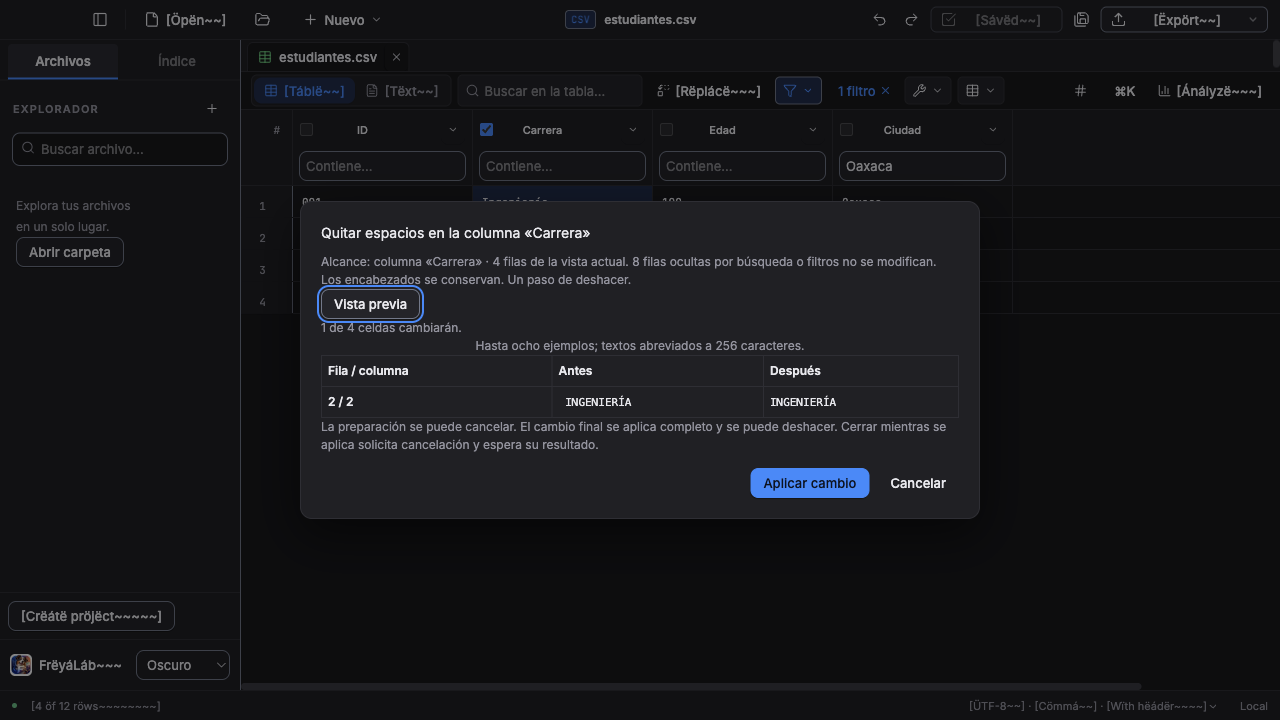 [Öpën~~]
Nuevo
CSV estudiantes.csv
[Sávëd~~]
[Ëxpört~~]
Archivos
Índice
estudiantes.csv
[Táblë~~]
[Tëxt~~]
Buscar en la tabla...
[Rëplácë~~~]
1 filtro ×
#
⌘K
[Ánályzë~~~]
EXPLORADOR
Buscar archivo...
Explora tus archivos
en un solo lugar.
Abrir carpeta
# ID Carrera Edad Ciudad
Contiene... Contiene... Contiene... Oaxaca
1
2
3
4
Quitar espacios en la columna «Carrera»
Alcance: columna «Carrera» · 4 filas de la vista actual. 8 filas ocultas por búsqueda o filtros no se modifican.
Los encabezados se conservan. Un paso de deshacer.
Vista previa
1 de 4 celdas cambiarán.
Hasta ocho ejemplos; textos abreviados a 256 caracteres.
Fila / columna Antes Después
2 / 2 INGENIERÍA INGENIERÍA
La preparación se puede cancelar. El cambio final se aplica completo y se puede deshacer. Cerrar mientras se
aplica solicita cancelación y espera su resultado.
Aplicar cambio
Cancelar
[Crëátë pröjëct~~~~~]
FrëyáLáb~~~
Oscuro
[4 öf 12 röws~~~~~~~~]
[ÛTF-8~~] · [Cömmá~~] · [Wíth hëádër~~~~]
Local